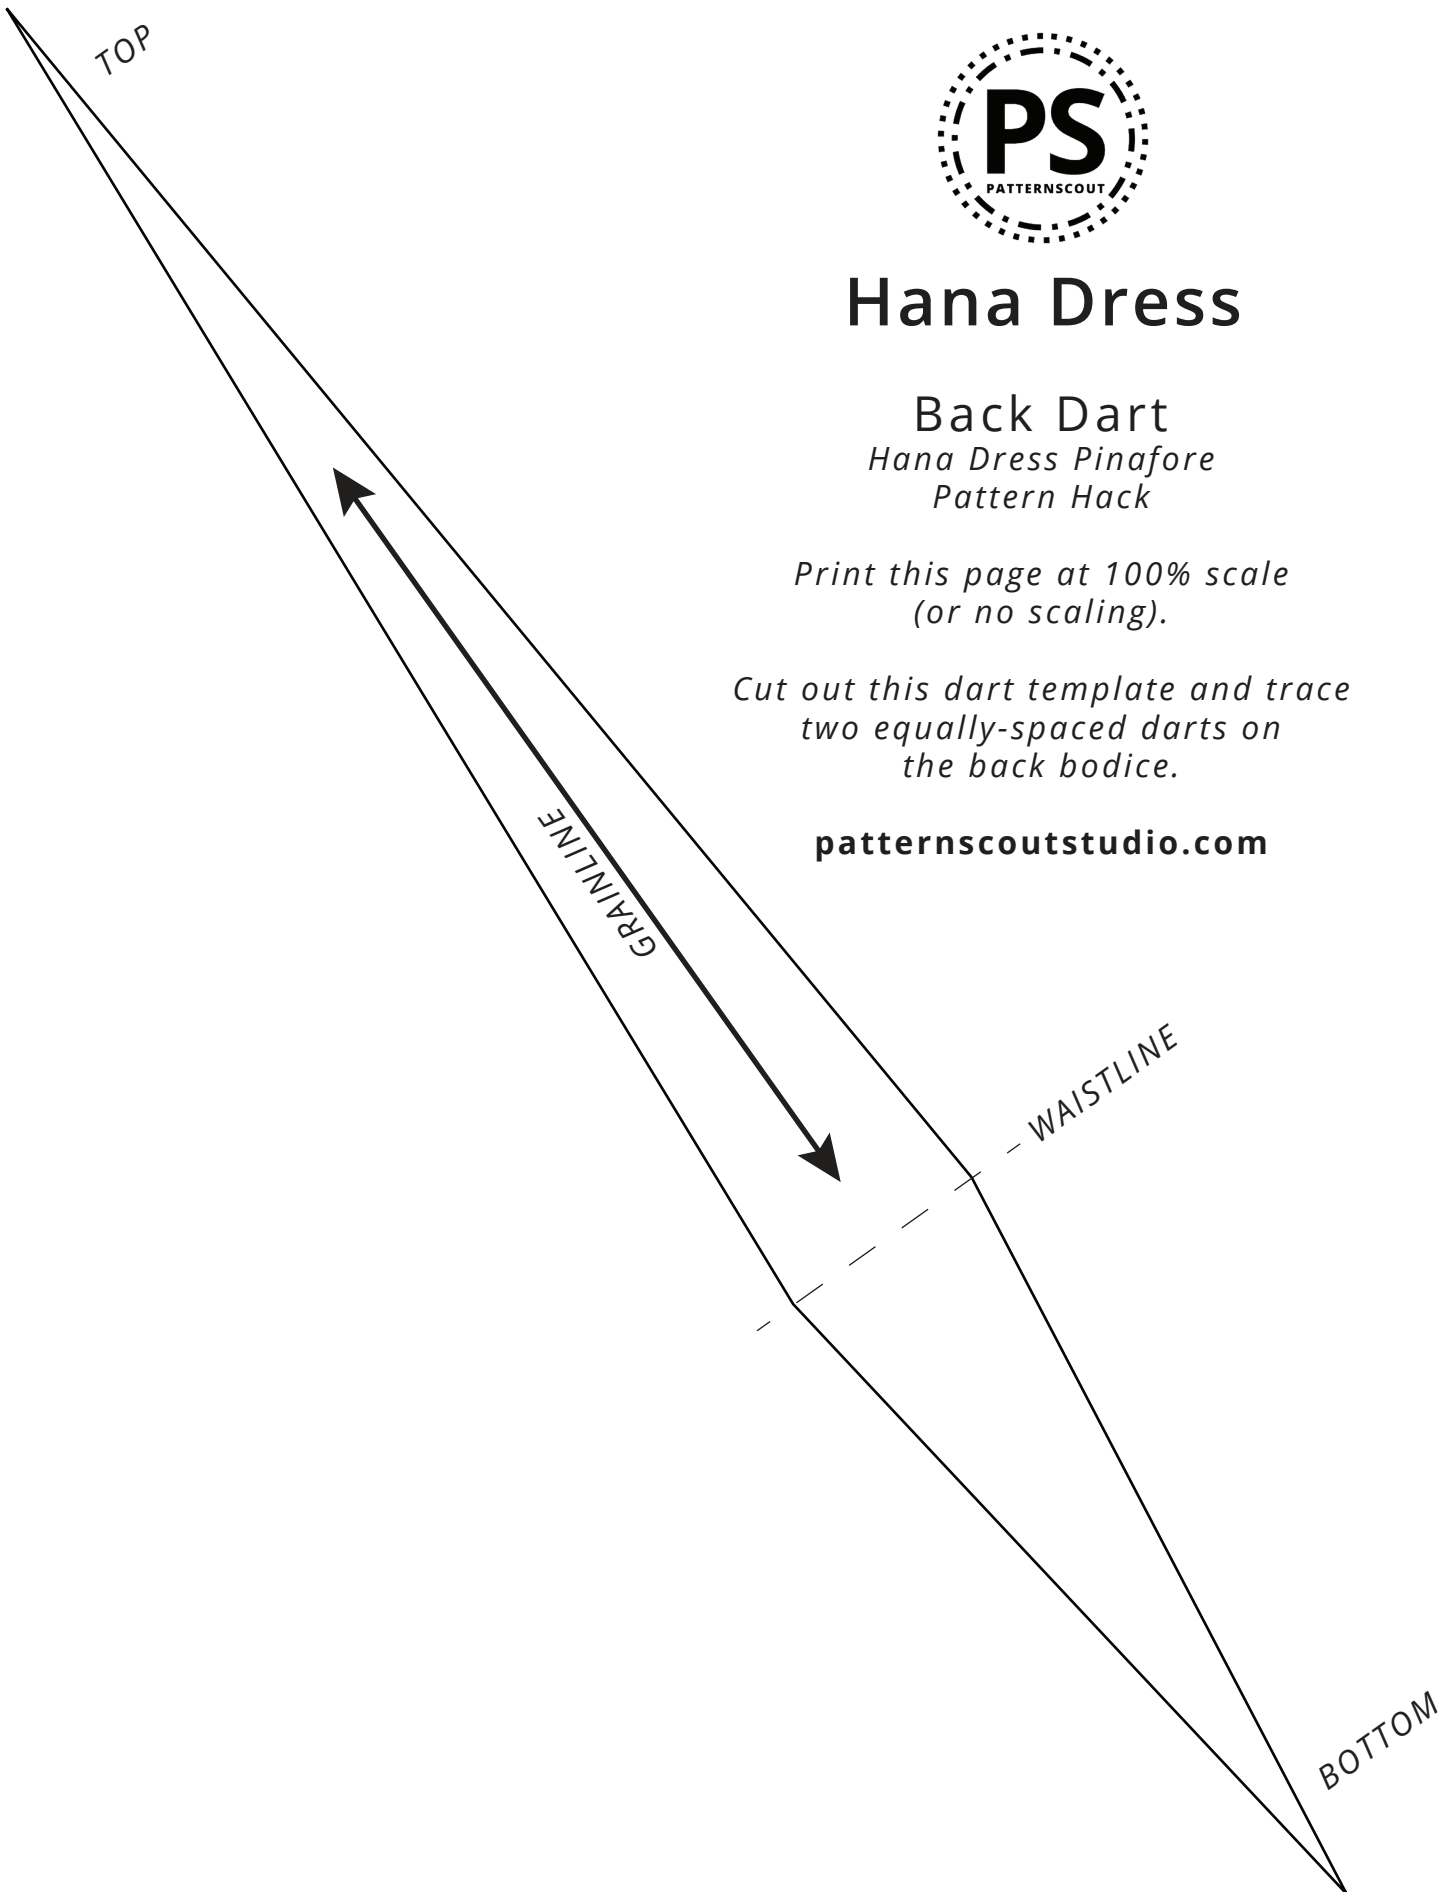 TOP
PS
PATTERNSCOUT
Hana Dress
Back Dart
Hana Dress Pinafore
Pattern Hack
Print this page at 100% scale
(or no scaling).
Cut out this dart template and trace
two equally-spaced darts on
the back bodice.
patternscoutstudio.com
GRAINLINE
WAISTLINE
BOTTOM